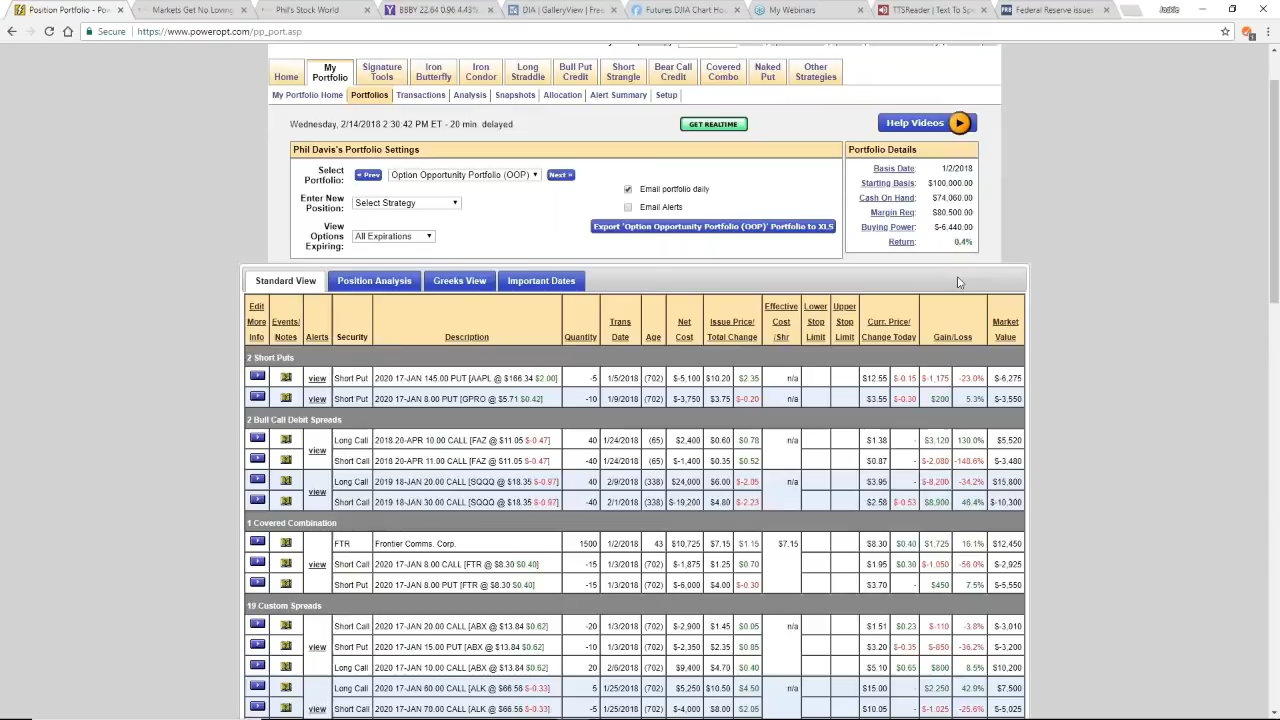 Position Portfolio - Po
Markets Get No Loving
Phil's Stock World
BBBY 22.64 0.96 4.43%
DIA | GalleryView | Free
Futures DJIA Chart Ho
My Webinars
TTSReader | Text To Sp
Federal Reserve issues
Secure https://www.poweropt.com/pp_port.asp
Home My Portfolio Signature Tools Iron Butterfly Iron Condor Long Straddle Bull Put Credit Short Strangle Bear Call Credit Covered Combo Naked Put Other Strategies
My Portfolio Home Portfolios Transactions Analysis Snapshots Allocation Alert Summary Setup
Wednesday, 2/14/2018 2:30:42 PM ET - 20 min. delayed GET REALTIME Help Videos
Phil Davis's Portfolio Settings
Select Portfolio: « Prev Option Opportunity Portfolio (OOP) Next »
Enter New Position: Select Strategy
View Options Expiring: All Expirations
Email portfolio daily
Email Alerts
Export 'Option Opportunity Portfolio (OOP)' Portfolio to XLS
Portfolio Details
Basis Date: 1/2/2018
Starting Basis: $100,000.00
Cash On Hand: $74,060.00
Margin Req: $80,500.00
Buying Power: $-6,440.00
Return: 0.4%
Standard View Position Analysis Greeks View Important Dates
Edit More Info Events/ Notes Alerts Security Description Quantity Trans Date Age Net Cost Issue Price/ Total Change Effective Cost /Shr Lower Stop Limit Upper Stop Limit Curr. Price/ Change Today Gain/Loss Market Value
2 Short Puts
view Short Put 2020 17-JAN 145.00 PUT [AAPL @ $166.34 $2.00] -5 1/5/2018 (702) $-5,100 $10.20 $2.35 n/a $12.55 $-0.15 $-1,175 -23.0% $-6,275
view Short Put 2020 17-JAN 8.00 PUT [GPRO @ $5.71 $0.42] -10 1/9/2018 (702) $-3,750 $3.75 $-0.20 n/a $3.55 $-0.30 $200 5.3% $-3,550
2 Bull Call Debit Spreads
view Long Call 2018 20-APR 10.00 CALL [FAZ @ $11.05 $-0.47] 40 1/24/2018 (65) $2,400 $0.60 $0.78 n/a $1.38 - $3,120 130.0% $5,520
Short Call 2018 20-APR 11.00 CALL [FAZ @ $11.05 $-0.47] -40 1/24/2018 (65) $-1,400 $0.35 $0.52 $0.87 - $-2,080 -148.6% $-3,480
view Long Call 2019 18-JAN 20.00 CALL [SQQQ @ $18.35 $-0.97] 40 2/9/2018 (338) $24,000 $6.00 $-2.05 n/a $3.95 - $-8,200 -34.2% $15,800
Short Call 2019 18-JAN 30.00 CALL [SQQQ @ $18.35 $-0.97] -40 2/1/2018 (338) $-19,200 $4.80 $-2.23 $2.58 $-0.53 $8,900 46.4% $-10,300
1 Covered Combination
view FTR Frontier Comms. Corp. 1500 1/2/2018 43 $10,725 $7.15 $1.15 $7.15 $8.30 $0.40 $1,725 16.1% $12,450
Short Call 2020 17-JAN 8.00 CALL [FTR @ $8.30 $0.40] -15 1/3/2018 (702) $-1,875 $1.25 $0.70 $1.95 $0.30 $-1,050 -56.0% $-2,925
Short Put 2020 17-JAN 8.00 PUT [FTR @ $8.30 $0.40] -15 1/3/2018 (702) $-6,000 $4.00 $-0.30 $3.70 - $450 7.5% $-5,550
19 Custom Spreads
Short Call 2020 17-JAN 20.00 CALL [ABX @ $13.84 $0.62] -20 1/3/2018 (702) $-2,900 $1.45 $0.05 n/a $1.51 $0.23 $-110 -3.8% $-3,010
view Short Put 2020 17-JAN 15.00 PUT [ABX @ $13.84 $0.62] -10 1/3/2018 (702) $-2,350 $2.35 $0.85 $3.20 $-0.35 $-850 -36.2% $-3,200
Long Call 2020 17-JAN 10.00 CALL [ABX @ $13.84 $0.62] 20 2/6/2018 (702) $9,400 $4.70 $0.40 $5.10 $0.65 $800 8.5% $10,200
Long Call 2020 17-JAN 60.00 CALL [ALK @ $66.56 $-0.33] 5 1/25/2018 (702) $5,250 $10.50 $4.50 n/a $15.00 - $2,250 42.9% $7,500
view Short Call 2020 17-JAN 70.00 CALL [ALK @ $66.56 $-0.33] -5 1/25/2018 (702) $-4,000 $8.00 $2.05 $10.05 - $-1,025 -25.6% $-5,025